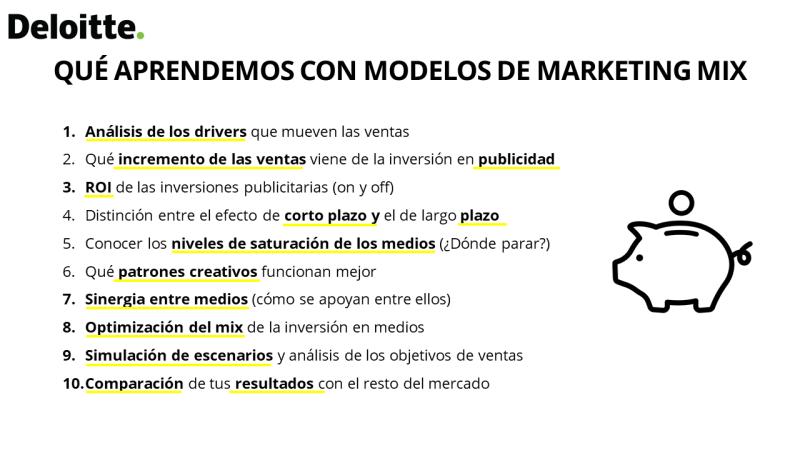 Deloitte.
QUÉ APRENDEMOS CON MODELOS DE MARKETING MIX
1. Análisis de los drivers que mueven las ventas
2. Qué incremento de las ventas viene de la inversión en publicidad
3. ROI de las inversiones publicitarias (on y off)
4. Distinción entre el efecto de corto plazo y el de largo plazo
5. Conocer los niveles de saturación de los medios (¿Dónde parar?)
6. Qué patrones creativos funcionan mejor
7. Sinergia entre medios (cómo se apoyan entre ellos)
8. Optimización del mix de la inversión en medios
9. Simulación de escenarios y análisis de los objetivos de ventas
10.Comparación de tus resultados con el resto del mercado